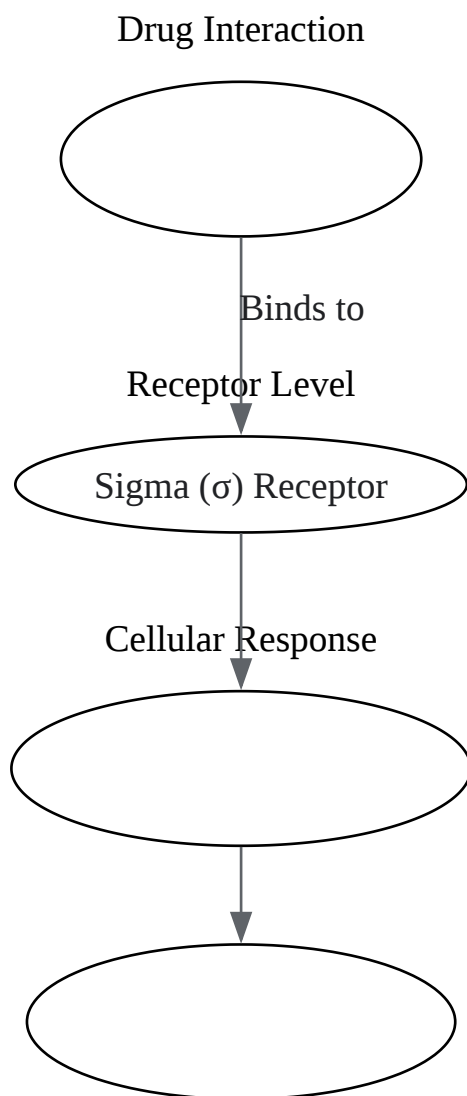 Drug Interaction
Binds to
Receptor Level
Sigma (σ) Receptor
Cellular Response